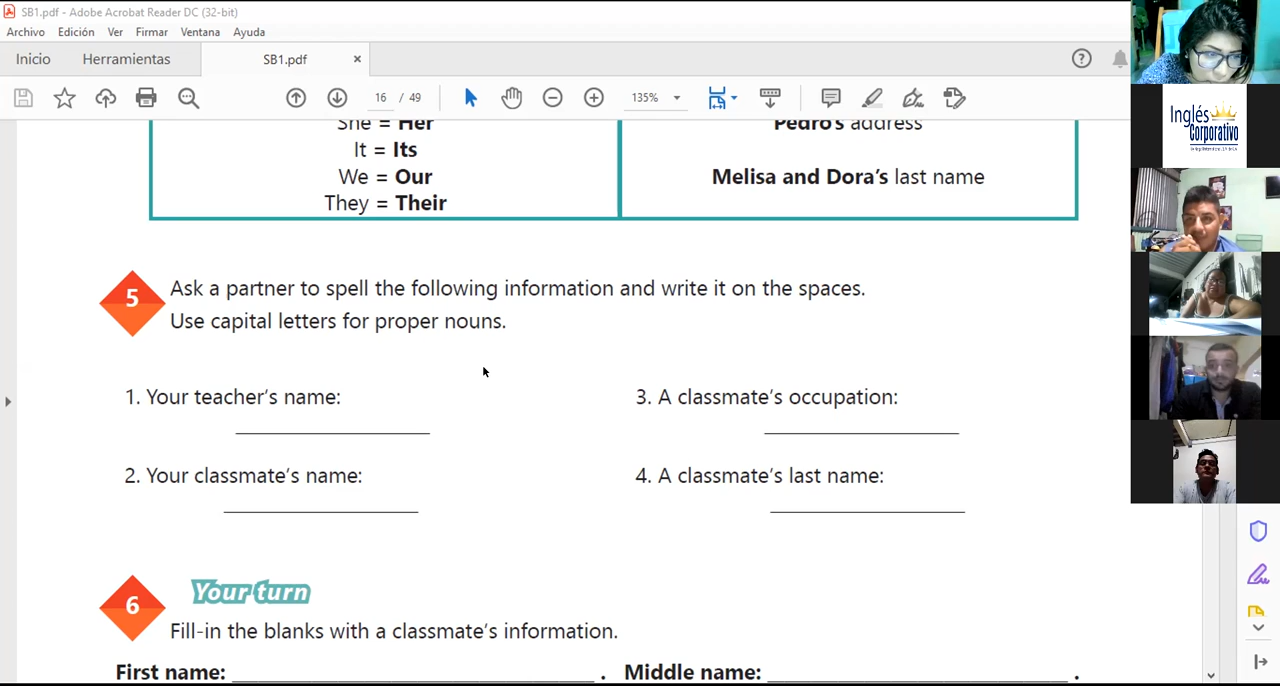 SB1.pdf - Adobe Acrobat Reader DC (32-bit)
Archivo Edición Ver Firmar Ventana Ayuda
Inicio Herramientas SB1.pdf ×
16 / 49 135%
She = Her
It = Its
We = Our
They = Their
Pedro's address
Melisa and Dora's last name
5
Ask a partner to spell the following information and write it on the spaces.
Use capital letters for proper nouns.
1. Your teacher's name:
2. Your classmate's name:
3. A classmate's occupation:
4. A classmate's last name:
6
Your turn
Fill-in the blanks with a classmate's information.
First name: . Middle name: .
Inglés
Corporativo